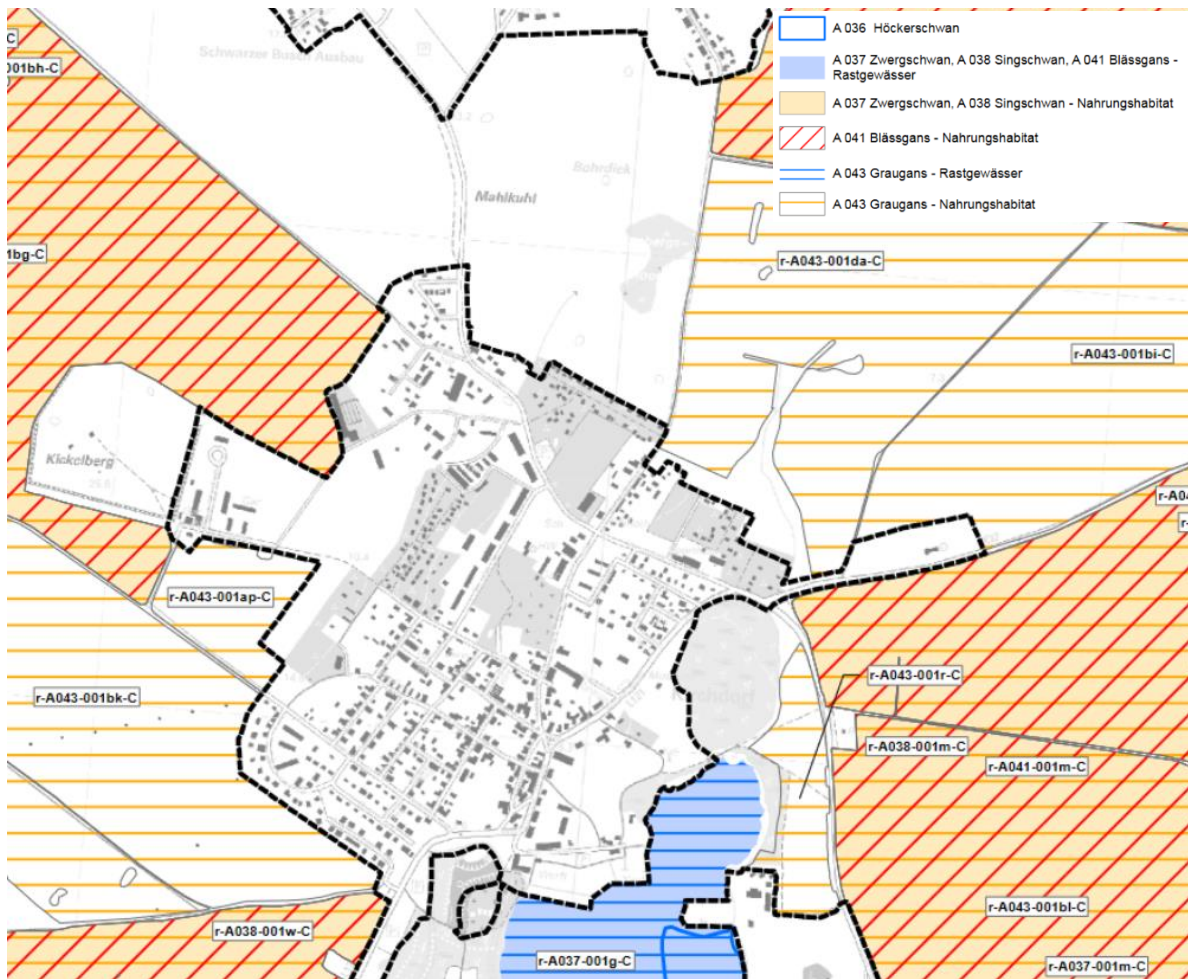 A 036 Höckerschwan
A 037 Zwergschwan, A 038 Singschwan, A 041 Blässgans -
Rastgewässer
A 037 Zwergschwan, A 038 Singschwan - Nahrungshabitat
A 041 Blässgans - Nahrungshabitat
A 043 Graugans - Rastgewässer
A 043 Graugans - Nahrungshabitat
C
Schwarzer Busch Ausbau
001bh-C
Mahlkuhl
1bg-C
r-A043-001da-C
r-A043-001bi-C
Kickelberg
r-A04
r-
r-A043-001ap-C
r-A043-001r-C
r-A043-001bk-C
r-A038-001m-C
r-A041-001m-C
r-A043-001bl-C
r-A038-001w-C
r-A037-001g-C
r-A037-001m-C